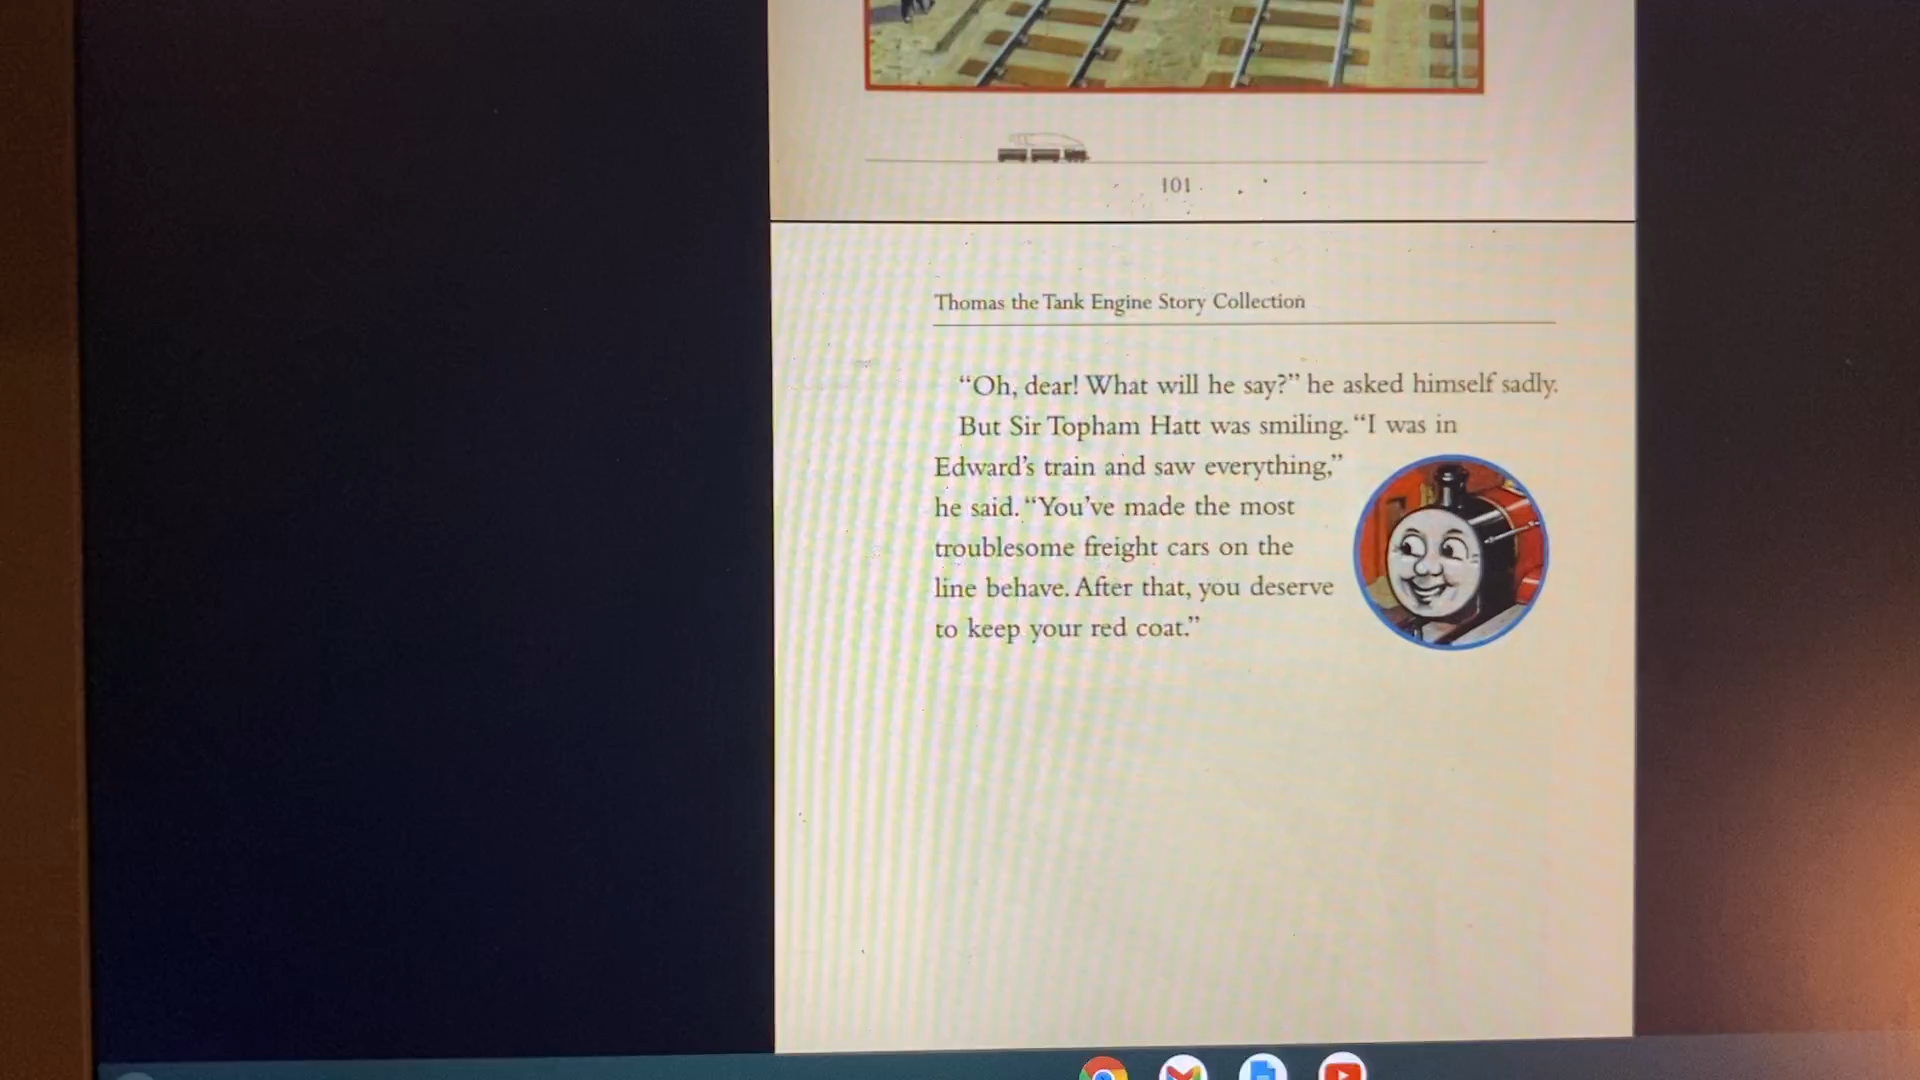 101
Thomas the Tank Engine Story Collection
“Oh, dear! What will he say?” he asked himself sadly.
But Sir Topham Hatt was smiling. “I was in
Edward’s train and saw everything,”
he said. “You’ve made the most
troublesome freight cars on the
line behave. After that, you deserve
to keep your red coat.”